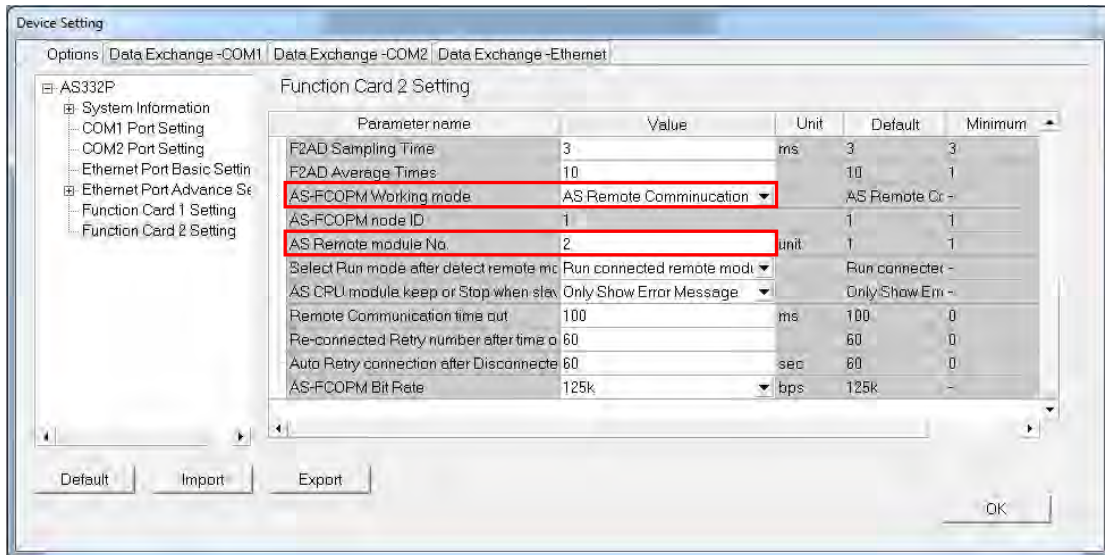 Device Setting
Options Data Exchange -COM1 Data Exchange -COM2 Data Exchange -Ethernet
AS332P
System Information
COM1 Port Setting
COM2 Port Setting
Ethernet Port Basic Settin
Ethernet Port Advance Se
Function Card 1 Setting
Function Card 2 Setting
Function Card 2 Setting
Parameter name Value Unit Default Minimum
F2AD Sampling Time 3 ms 3 3
F2AD Average Times 10 10 1
AS-FCOPM Working mode AS Remote Comminucation AS Remote Cr -
AS-FCOPM node ID 1 1 1
AS Remote module No. 2 unit 1 1
Select Run mode after detect remote mc Run connected remote modu Run connectec -
AS CPU module keep or Stop when slav Only Show Error Message Only Show Em -
Remote Communication time out 100 ms 100 0
Re-connected Retry number after time o 60 60 0
Auto Retry connection after Disconnecte 60 sec 60 0
AS-FCOPM Bit Rate 125k bps 125k -
Default Import Export
OK